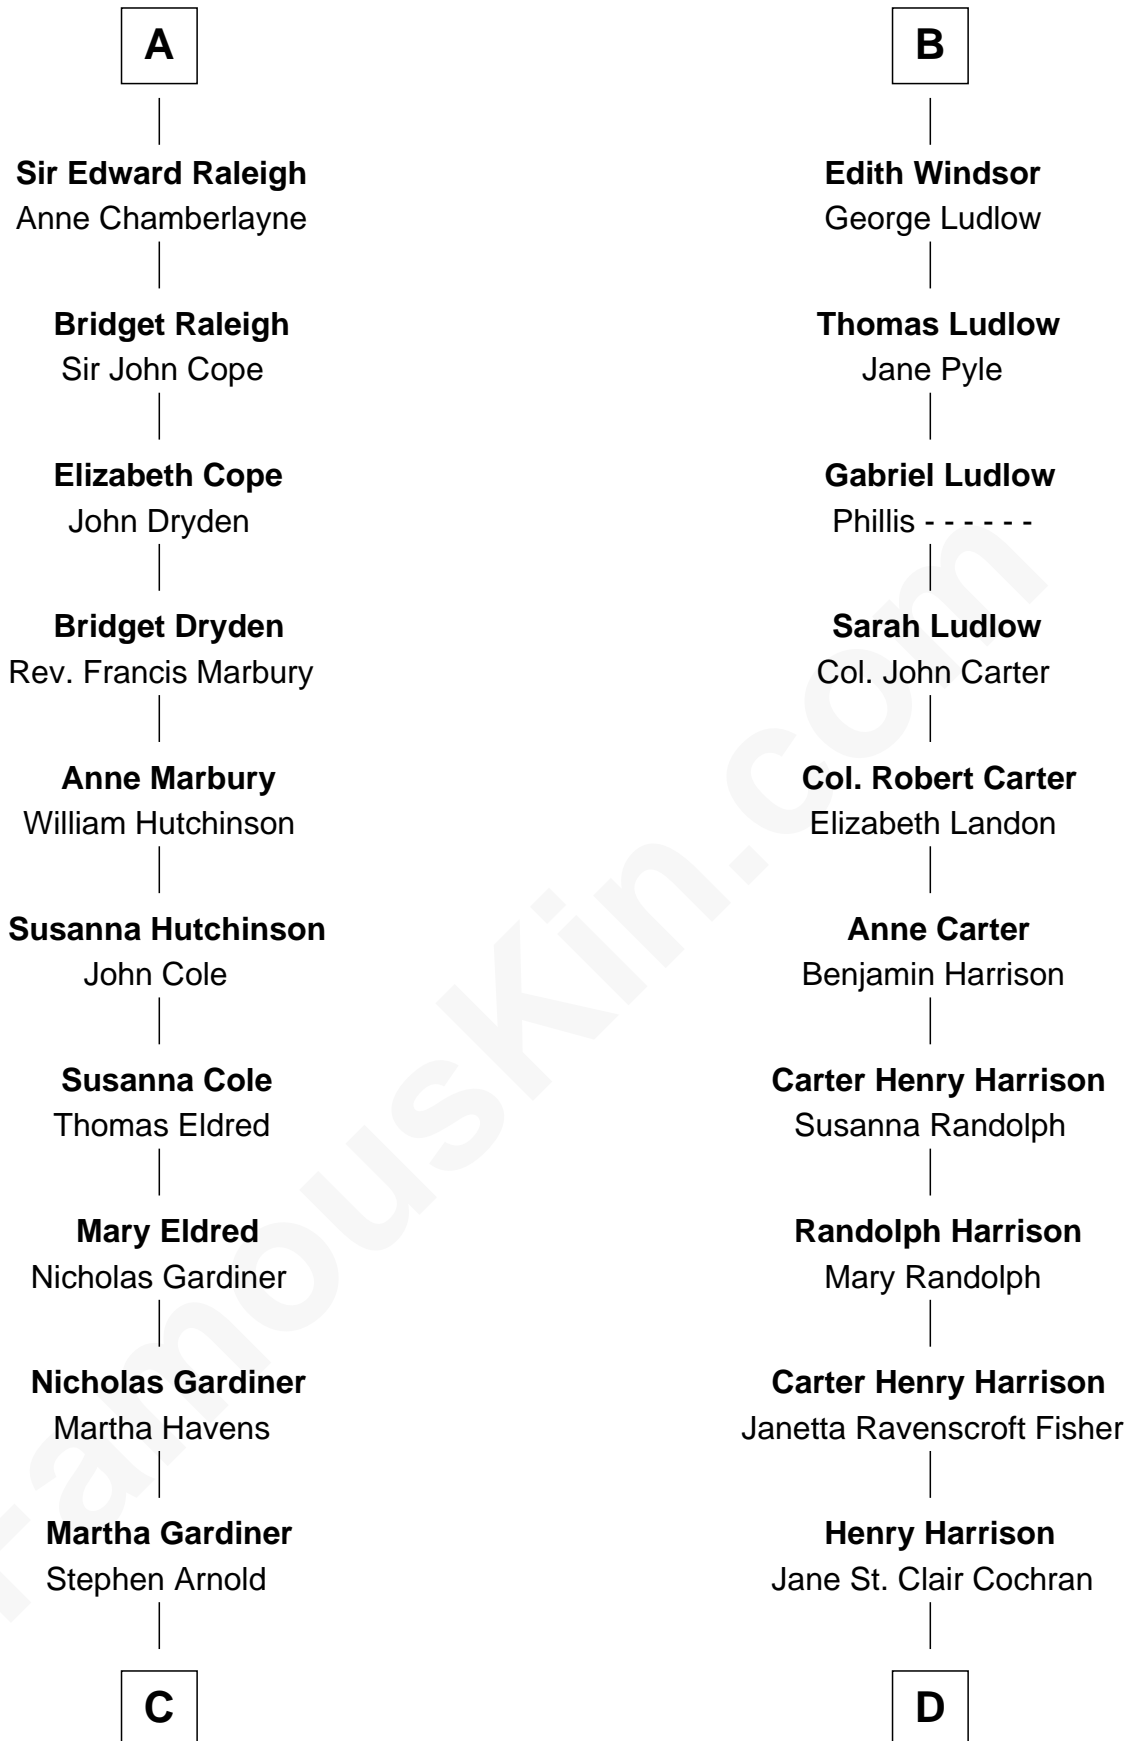 A
Sir Edward Raleigh
Anne Chamberlayne
Bridget Raleigh
Sir John Cope
Elizabeth Cope
John Dryden
Bridget Dryden
Rev. Francis Marbury
Anne Marbury
William Hutchinson
Susanna Hutchinson
John Cole
Susanna Cole
Thomas Eldred
Mary Eldred
Nicholas Gardiner
Nicholas Gardiner
Martha Havens
Martha Gardiner
Stephen Arnold
C
B
Edith Windsor
George Ludlow
Thomas Ludlow
Jane Pyle
Gabriel Ludlow
Phillis - - - - - -
Sarah Ludlow
Col. John Carter
Col. Robert Carter
Elizabeth Landon
Anne Carter
Benjamin Harrison
Carter Henry Harrison
Susanna Randolph
Randolph Harrison
Mary Randolph
Carter Henry Harrison
Janetta Ravenscroft Fisher
Henry Harrison
Jane St. Clair Cochran
D
FamousKin.com